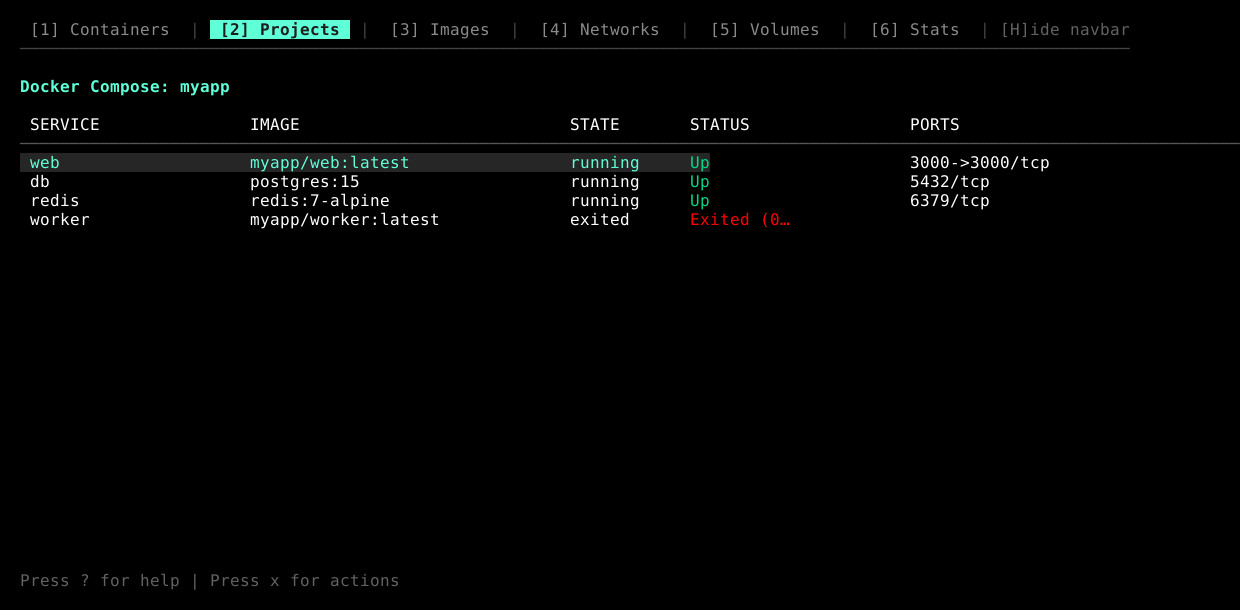 [1] Containers | [2] Projects | [3] Images | [4] Networks | [5] Volumes | [6] Stats | [H]ide navbar
Docker Compose: myapp
SERVICE IMAGE STATE STATUS PORTS
web myapp/web:latest running Up 3000->3000/tcp
db postgres:15 running Up 5432/tcp
redis redis:7-alpine running Up 6379/tcp
worker myapp/worker:latest exited Exited (0…
Press ? for help | Press x for actions